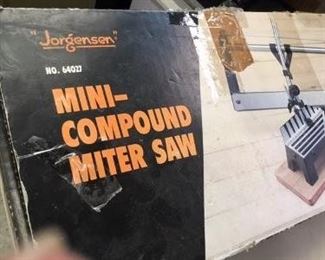 "Jorgensen"
NO. 64027
MINI-
COMPOUND
MITER SAW